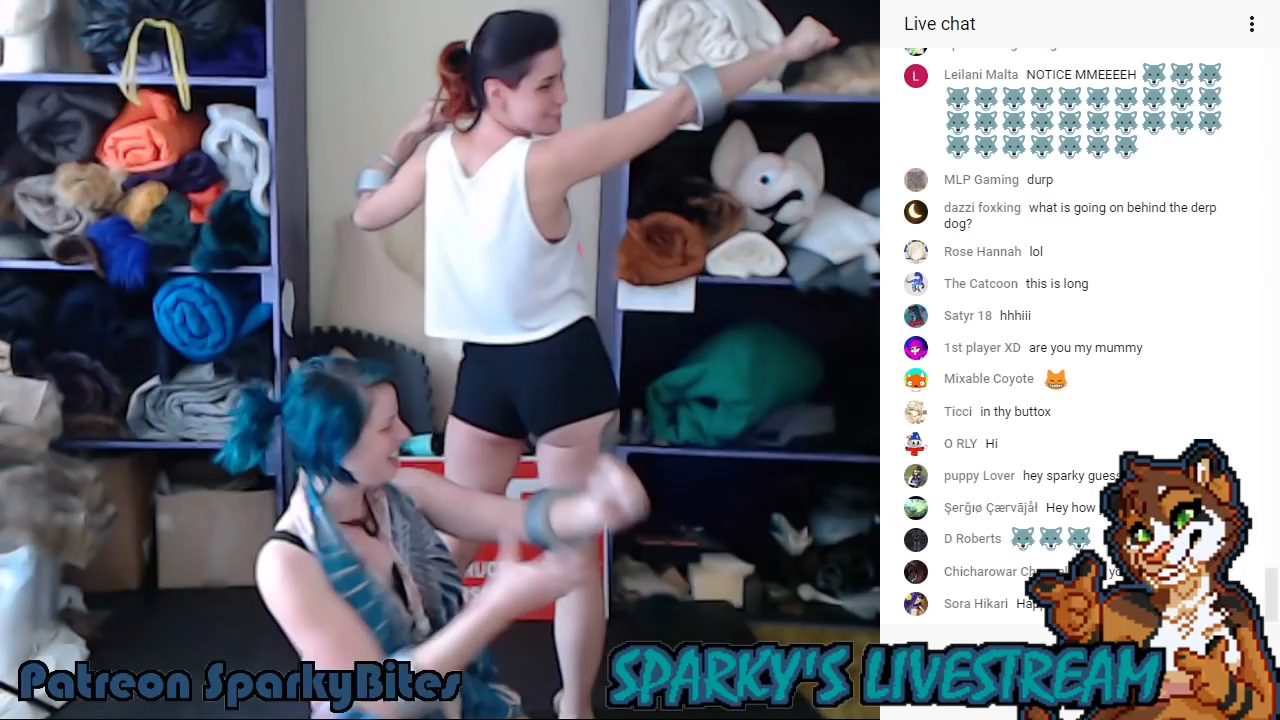 Live chat
Leilani Malta NOTICE MMEEEEH
MLP Gaming durp
dazzi foxking what is going on behind the derp
dog?
Rose Hannah lol
The Catcoon this is long
Satyr 18 hhhiii
1st player XD are you my mummy
Mixable Coyote
Ticci in thy buttox
O RLY Hi
puppy Lover hey sparky guess
Şerğıø Çærvājåł Hey how
D Roberts
Chicharowar
Sora Hikari
Patreon SparkyBites
SPARKY'S LIVESTREAM